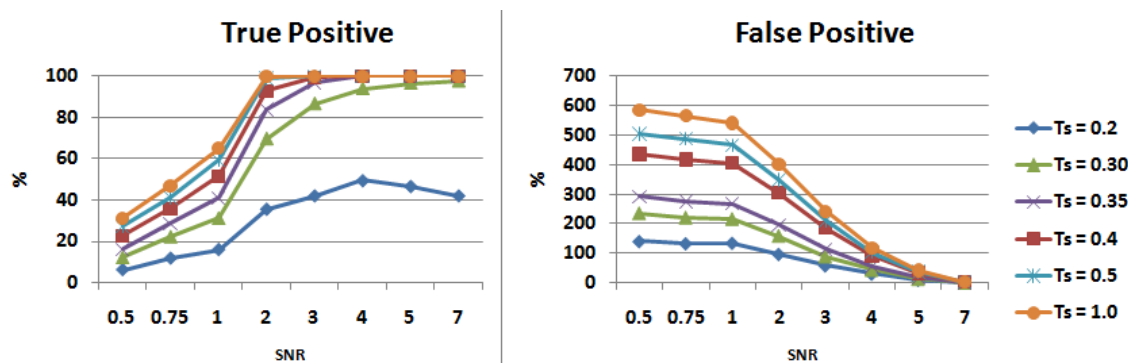 True Positive
100
80
60
40
20
0
%
0.5 0.75 1 2 3 4 5 7
SNR
False Positive
700
600
500
400
300
200
100
0
%
0.5 0.75 1 2 3 4 5 7
SNR
Ts = 0.2
Ts = 0.30
Ts = 0.35
Ts = 0.4
Ts = 0.5
Ts = 1.0